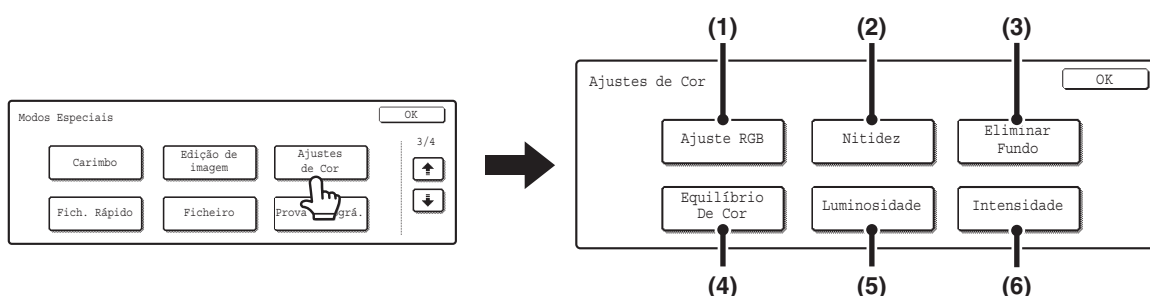 Modos Especiais
OK
3/4
Carimbo
Edição de
imagem
Ajustes
de Cor
Fich. Rápido
Ficheiro
Prova
grá.
(1)
(2)
(3)
Ajustes de Cor
OK
Ajuste RGB
Nitidez
Eliminar
Fundo
Equilíbrio
De Cor
Luminosidade
Intensidade
(4)
(5)
(6)